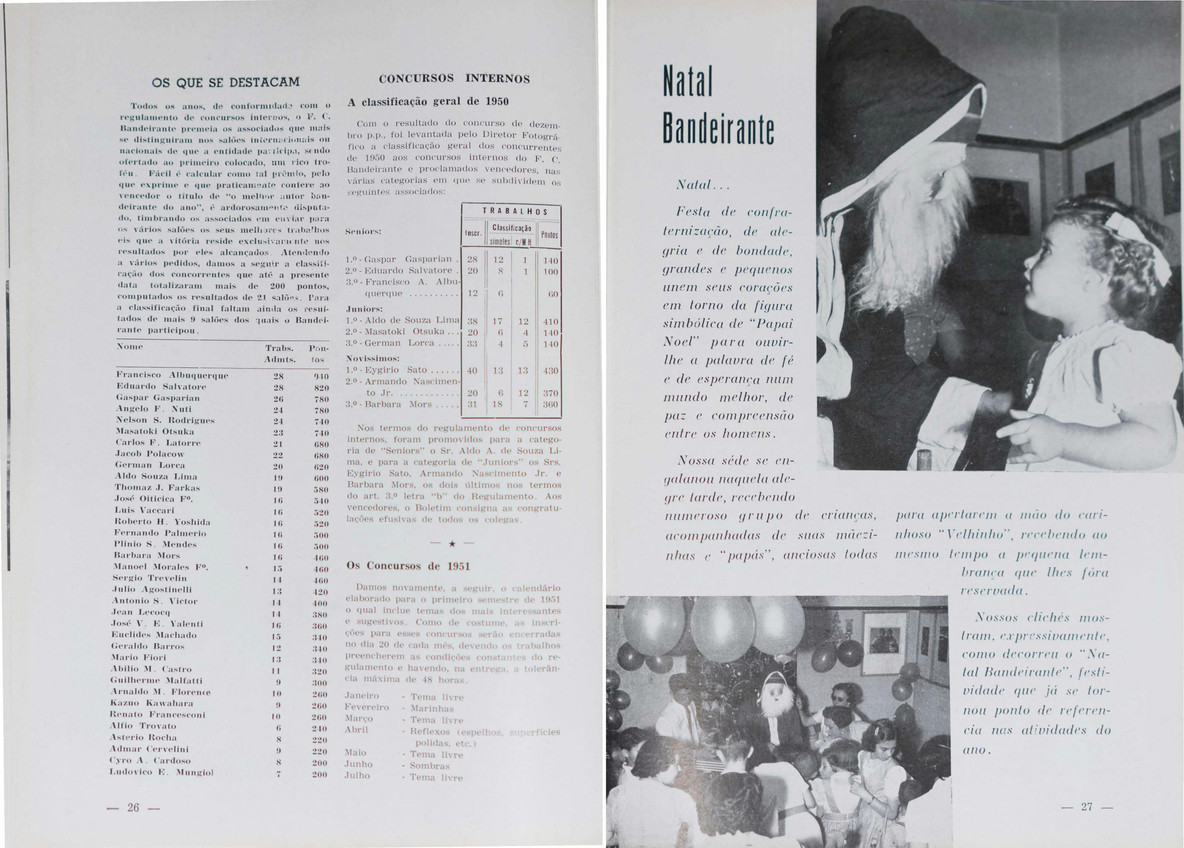 OS QUE SE DESTACAM
Todos os anos, de conformidade com o
regulamento de concursos internos, o F. C.
Bandeirante premeia os associados que mais
se distinguiram nos salões internacionais ou
nacionais de que a entidade participa, sendo
ofertado ao primeiro colocado, um rico tro-
féu. Fácil é calcular como tal prêmio, pelo
que exprime e que praticamente confere ao
vencedor o título de "o melhor autor ban-
deirante do ano", é ardorosamente disputa-
do, timbrando os associados em enviar para
os vários salões os seus melhores trabalhos
eis que a vitória reside exclusivamente nos
resultados por eles alcançados. Atendendo
a vários pedidos, damos a seguir a classifi-
cação dos concorrentes que até a presente
data totalizaram mais de 200 pontos,
computados os resultados de 21 salões. Para
a classificação final faltam ainda os resul-
tados de mais 9 salões dos quais o Bandei-
rante participou.
Nome Trabs. Pon-
Admts. tos
Francisco Albuquerque 28 940
Eduardo Salvatore 28 820
Gaspar Gasparian 26 780
Angelo F. Nuti 24 780
Nelson S. Rodrigues 24 740
Masatoki Otsuka 23 740
Carlos F. Latorre 21 680
Jacob Polacow 22 680
German Lorca 20 620
Aldo Souza Lima 19 600
Thomaz J. Farkas 19 580
José Oiticica Fº. 16 540
Luis Vaccari 16 520
Roberto H. Yoshida 16 520
Fernando Palmerio 16 500
Plinio S. Mendes 16 500
Barbara Mors 16 460
Manoel Morales Fº. 15 460
Sergio Trevelin 14 460
Julio Agostinelli 13 420
Antonio S. Victor 14 400
Jean Lecocq 14 380
José V. E. Yalenti 16 360
Euclides Machado 15 340
Geraldo Barros 12 340
Mario Fiori 13 340
Abilio M. Castro 11 320
Guilherme Malfatti 9 300
Arnaldo M. Florence 10 260
Kazuo Kawahara 9 260
Renato Francesconi 10 260
Alfio Trovato 6 240
Asterio Rocha 8 220
Admar Cervelini 9 220
Cyro A. Cardoso 8 200
Ludovico E. Mungiol 7 200
— 26 —
CONCURSOS INTERNOS
A classificação geral de 1950
Com o resultado do concurso de dezem-
bro p.p., foi levantada pelo Diretor Fotográ-
fico a classificação geral dos concorrentes
de 1950 aos concursos internos do F. C.
Bandeirante e proclamados vencedores, nas
várias categorias em que se subdividem os
seguintes associados:
TRABALHOS
Inscr. Classificação Pontos
simples c/M H
Seniors:
1.º - Gaspar Gasparian . 28 12 1 140
2.º - Eduardo Salvatore . 20 8 1 100
3.º - Francisco A. Albu-
querque .......... 12 6 60
Juniors:
1.º - Aldo de Souza Lima 38 17 12 410
2.º - Masatoki Otsuka ... 20 6 4 140
3.º - German Lorca ..... 33 4 5 140
Novissimos:
1.º - Eygirio Sato ...... 40 13 13 430
2.º - Armando Nascimen-
to Jr. ............ 20 6 12 370
3.º - Barbara Mors ..... 31 18 7 360
Nos termos do regulamento de concursos
internos, foram promovidos para a catego-
ria de "Seniors" o Sr. Aldo A. de Souza Li-
ma, e para a categoria de "Juniors" os Srs.
Eygirio Sato, Armando Nascimento Jr. e
Barbara Mors, os dois últimos nos termos
do art. 3.º letra "b" do Regulamento. Aos
vencedores, o Boletim consigna as congratu-
lações efusivas de todos os colegas.
— ★ —
Os Concursos de 1951
Damos novamente, a seguir, o calendário
elaborado para o primeiro semestre de 1951
o qual inclue temas dos mais interessantes
e sugestivos. Como de costume, as inscri-
ções para esses concursos serão encerradas
no dia 20 de cada mês, devendo os trabalhos
preencherem as condições constantes do re-
gulamento e havendo, na entrega, a tolerân-
cia máxima de 48 horas.
Janeiro - Tema livre
Fevereiro - Marinhas
Março - Tema livre
Abril - Reflexos (espelhos, superfícies
polidas, etc.)
Maio - Tema livre
Junho - Sombras
Julho - Tema livre
Natal
Bandeirante
Natal...
Festa de confra-
ternização, de ale-
gria e de bondade,
grandes e pequenos
unem seus corações
em torno da figura
simbólica de "Papai
Noel" para ouvir-
lhe a palavra de fé
e de esperança num
mundo melhor, de
paz e compreensão
entre os homens.
Nossa séde se en-
galanou naquela ale-
gre tarde, recebendo
numeroso grupo de crianças,
acompanhadas de suas mãezi-
nhas e "papás", anciosas todas
para apertarem a mão do cari-
nhoso "Velhinho", recebendo ao
mesmo tempo a pequena lem-
brança que lhes fôra
reservada.
Nossos clichés mos-
tram, expressivamente,
como decorreu o "Na-
tal Bandeirante", festi-
vidade que já se tor-
nou ponto de referen-
cia nas atividades do
ano.
— 27 —